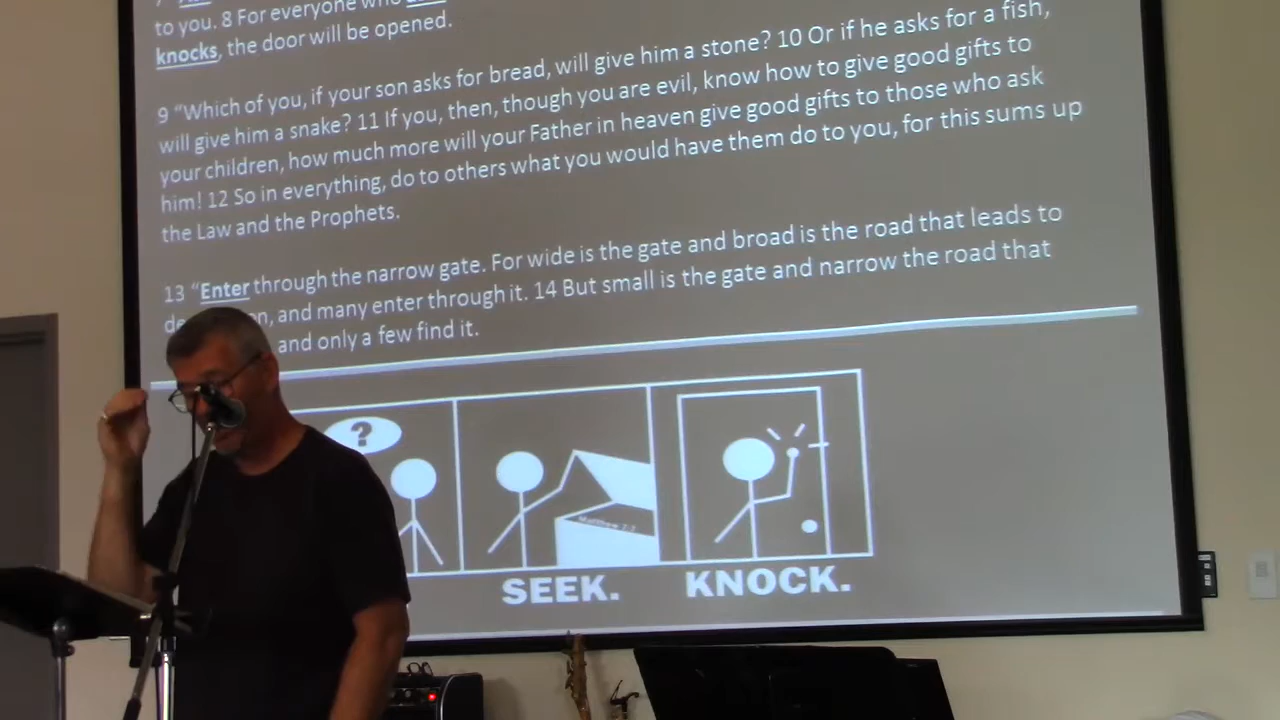 to you. 8 For everyone who
knocks, the door will be opened.
9 “Which of you, if your son asks for bread, will give him a stone? 10 Or if he asks for a fish,
will give him a snake? 11 If you, then, though you are evil, know how to give good gifts to
your children, how much more will your Father in heaven give good gifts to those who ask
him! 12 So in everything, do to others what you would have them do to you, for this sums up
the Law and the Prophets.
13 “Enter through the narrow gate. For wide is the gate and broad is the road that leads to
and many enter through it. 14 But small is the gate and narrow the road that
and only a few find it.
?
Matthew 7:7
SEEK.
KNOCK.